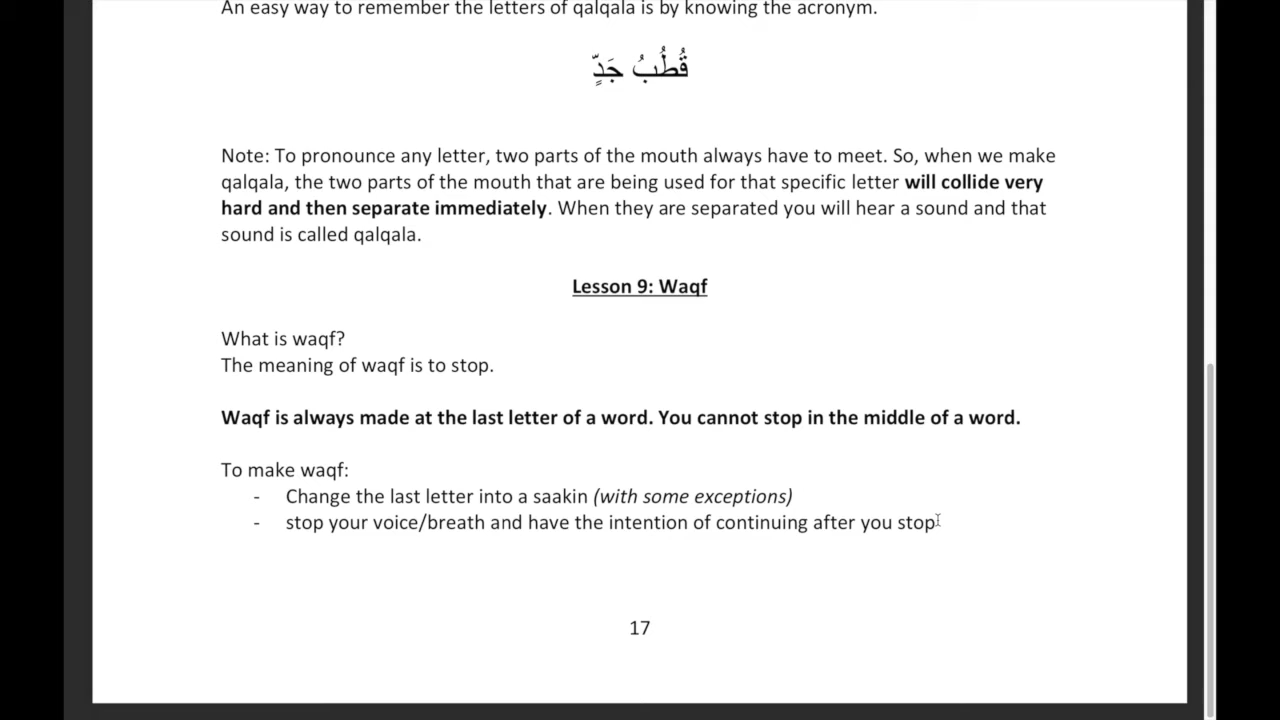 An easy way to remember the letters of qalqala is by knowing the acronym.
قُطُبُ جَدٍّ
Note: To pronounce any letter, two parts of the mouth always have to meet. So, when we make
qalqala, the two parts of the mouth that are being used for that specific letter will collide very
hard and then separate immediately. When they are separated you will hear a sound and that
sound is called qalqala.
Lesson 9: Waqf
What is waqf?
The meaning of waqf is to stop.
Waqf is always made at the last letter of a word. You cannot stop in the middle of a word.
To make waqf:
- Change the last letter into a saakin (with some exceptions)
- stop your voice/breath and have the intention of continuing after you stop
17